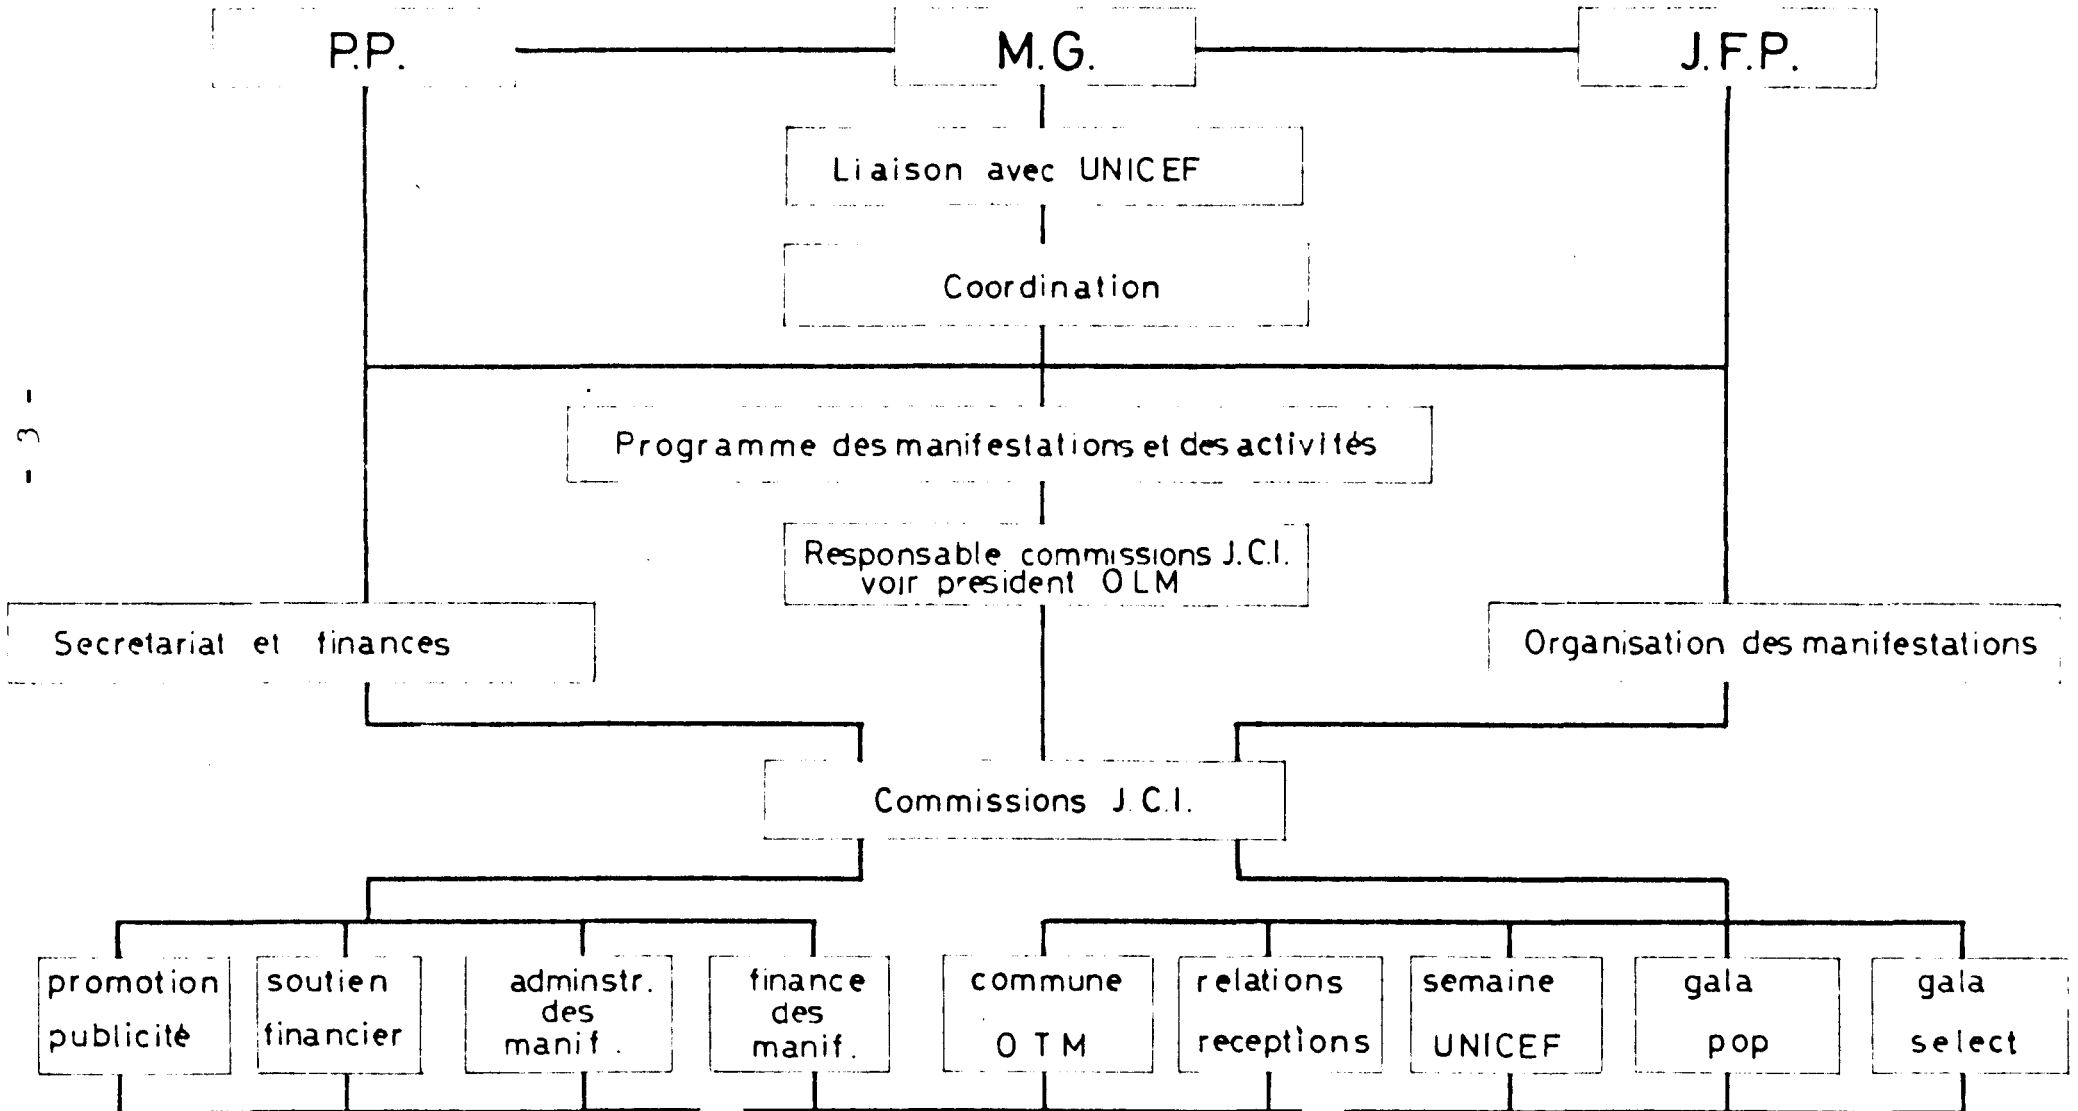 P.P.
M.G.
J.F.P.
Liaison avec UNICEF
Coordination
- 3 -
Programme des manifestations et des activités
Responsable commissions J.C.I.
voir president OLM
Secretariat et finances
Organisation des manifestations
Commissions J.C.I.
promotion
publicité
soutien
financier
adminstr.
des
manif.
finance
des
manif.
commune
OTM
relations
receptions
semaine
UNICEF
gala
pop
gala
select